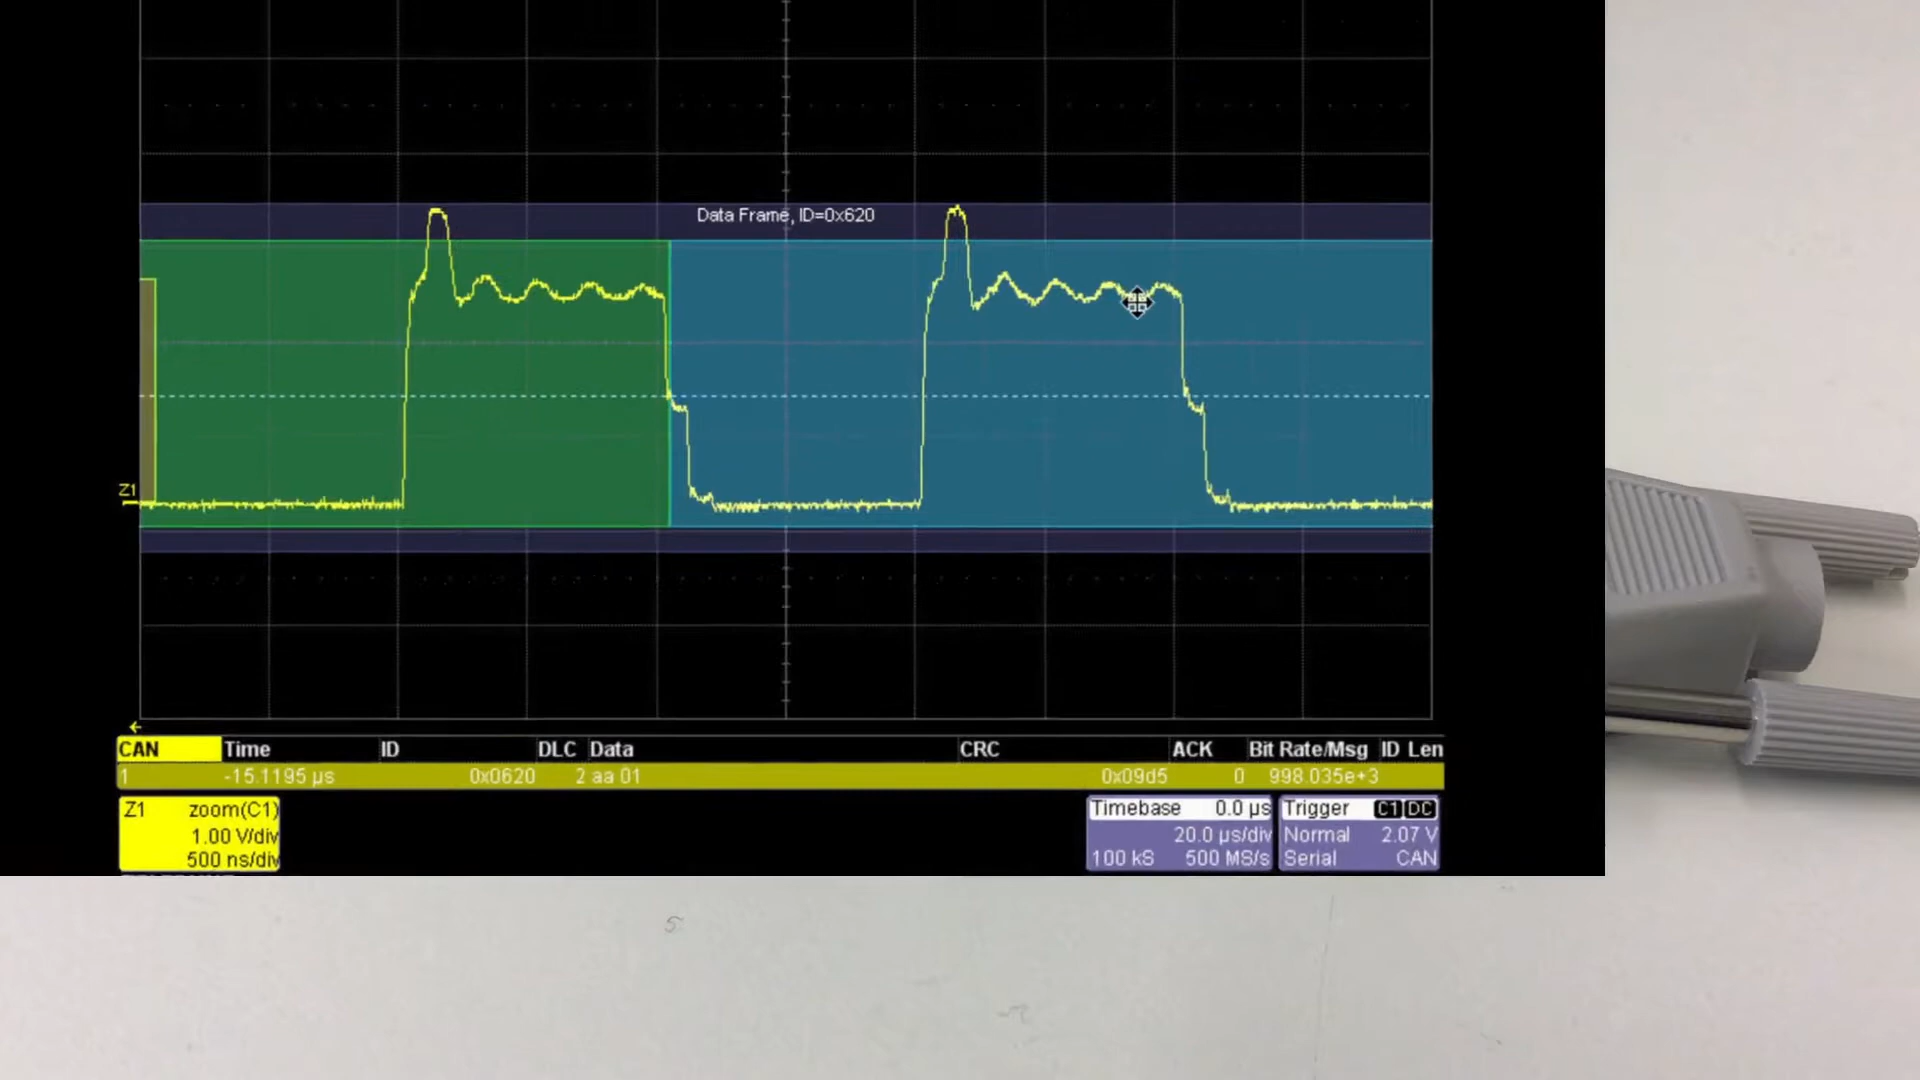 Data Frame, ID=0x620
Z1
CAN Time ID DLC Data CRC ACK Bit Rate/Msg ID Len
1 -15.1195 µs 0x0620 2 aa 01 0x09d5 0 998.035e+3
Z1 zoom(C1)
1.00 V/div
500 ns/div
Timebase 0.0 µs
20.0 µs/div
100 kS 500 MS/s
Trigger C1 DC
Normal 2.07 V
Serial CAN